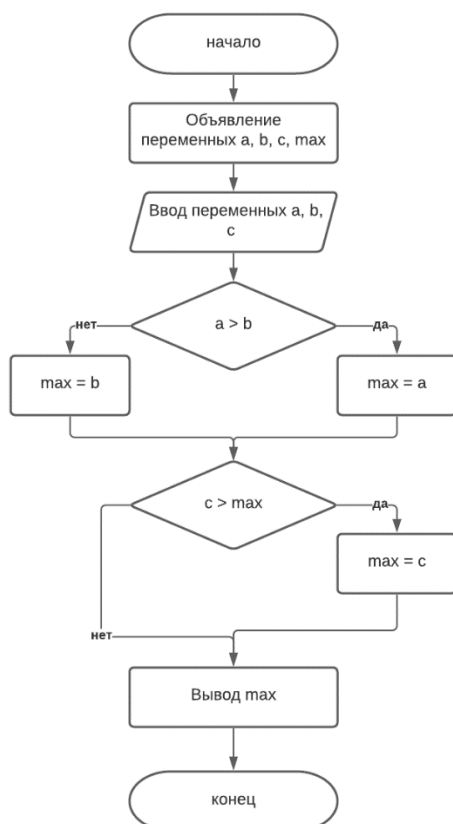 начало
Объявление
переменных a, b, c, max
Ввод переменных a, b,
c
a > b
нет
да
max = b
max = a
c > max
да
max = c
нет
Вывод max
конец